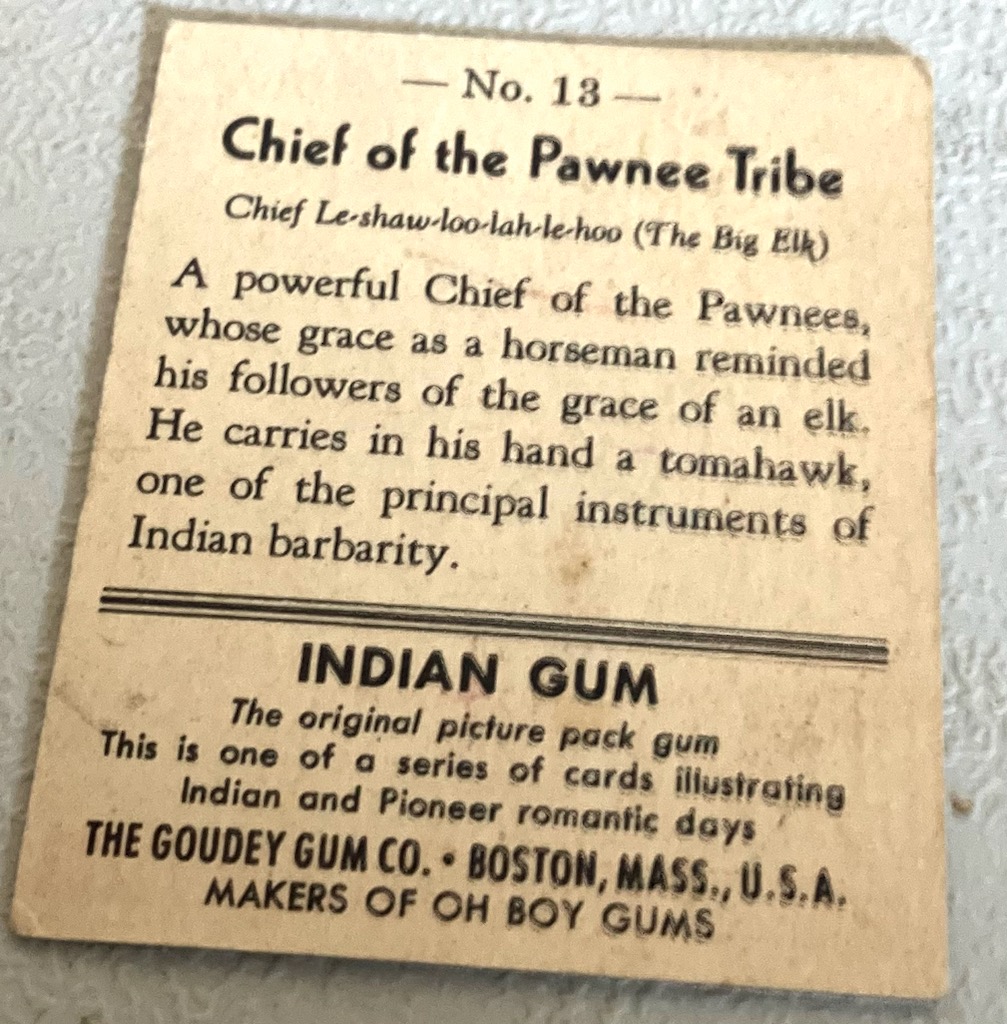 — No. 13 —
Chief of the Pawnee Tribe
Chief Le-shaw-loo-lah-le-hoo (The Big Elk)
A powerful Chief of the Pawnees,
whose grace as a horseman reminded
his followers of the grace of an elk.
He carries in his hand a tomahawk,
one of the principal instruments of
Indian barbarity.
INDIAN GUM
The original picture pack gum
This is one of a series of cards illustrating
Indian and Pioneer romantic days
THE GOUDEY GUM CO. • BOSTON, MASS., U.S.A.
MAKERS OF OH BOY GUMS